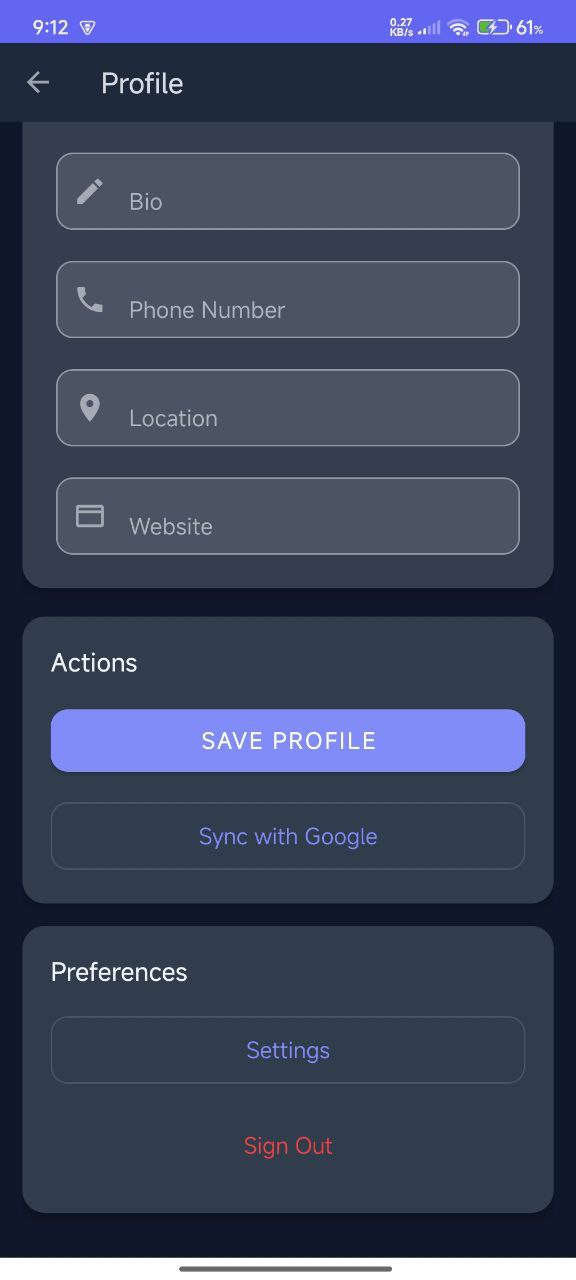 9:12
0.27
KB/s
61%
Profile
Bio
Phone Number
Location
Website
Actions
SAVE PROFILE
Sync with Google
Preferences
Settings
Sign Out